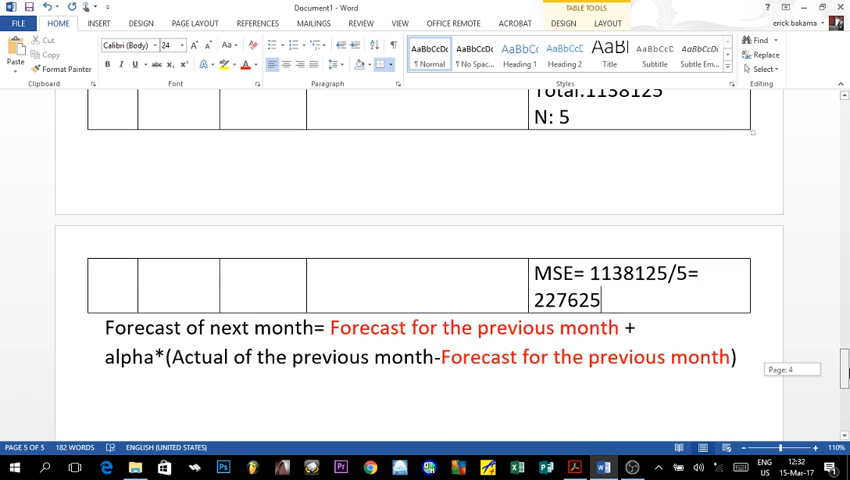 Document1 - Word
TABLE TOOLS
erick bakama
FILE HOME INSERT DESIGN PAGE LAYOUT REFERENCES MAILINGS REVIEW VIEW OFFICE REMOTE ACROBAT DESIGN LAYOUT
Cut
Copy
Format Painter
Paste
Calibri (Body) 24
AaBbCcDc AaBbCcDc AaBbC AaBbCc AaBl AaBbCcD AaBbCcDc
¶ Normal ¶ No Spac... Heading 1 Heading 2 Title Subtitle Subtle Em...
Find
Replace
Select
Clipboard Font Paragraph Styles Editing
Total:1138125
N: 5
MSE= 1138125/5=
227625
Forecast of next month= Forecast for the previous month +
alpha*(Actual of the previous month-Forecast for the previous month)
Page: 4
PAGE 5 OF 5 182 WORDS ENGLISH (UNITED STATES) 110%
ENG
US
12:32
15-Mar-17